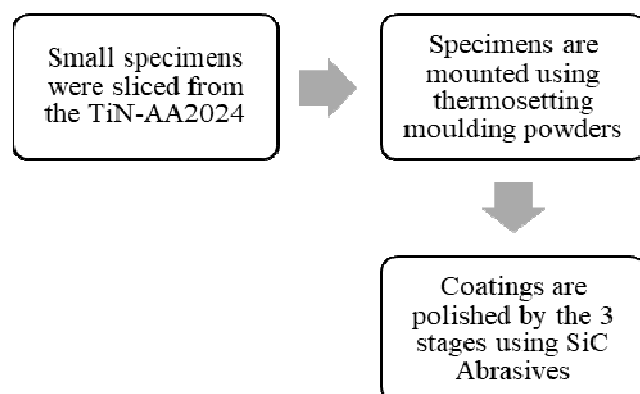 Small specimens
were sliced from
the TiN-AA2024
Specimens are
mounted using
thermosetting
moulding powders
Coatings are
polished by the 3
stages using SiC
Abrasives